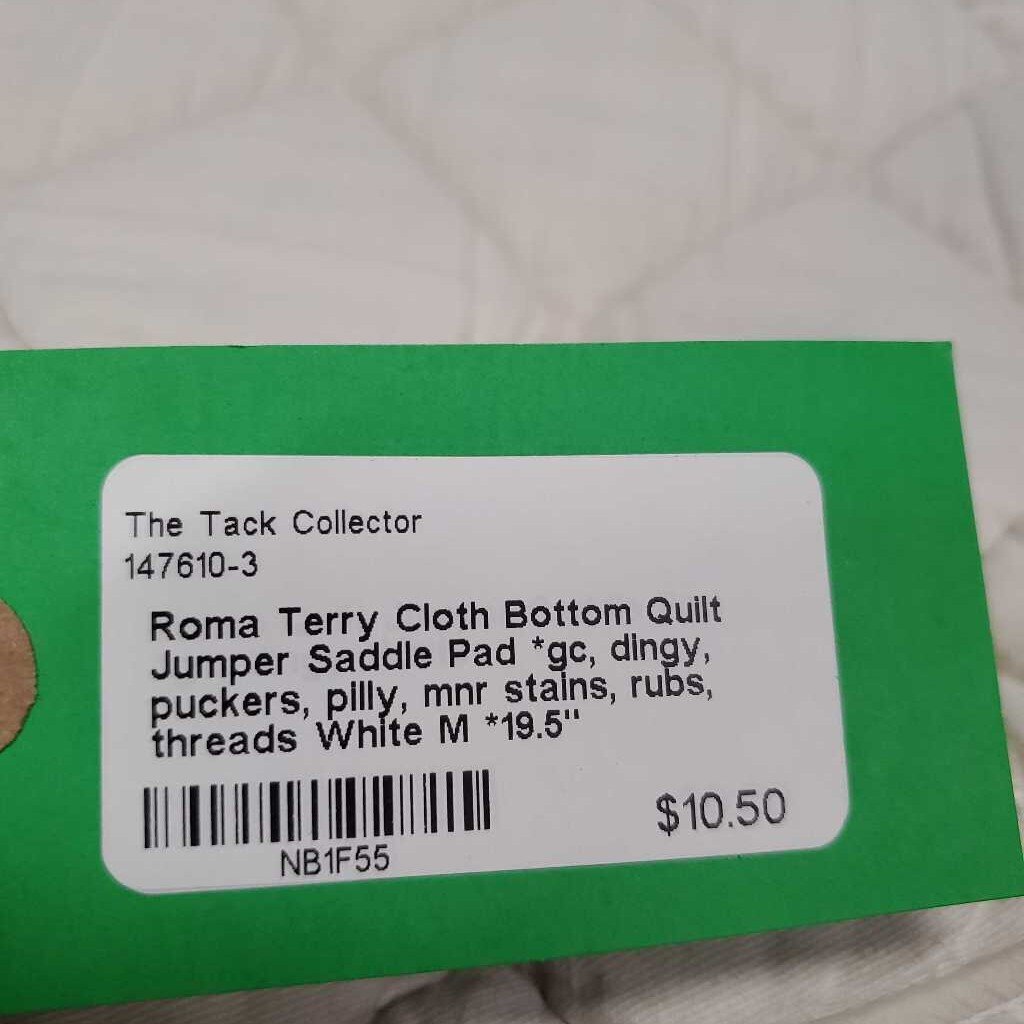 The Tack Collector
147610-3
Roma Terry Cloth Bottom Quilt
Jumper Saddle Pad *gc, dingy,
puckers, pilly, mnr stains, rubs,
threads White M *19.5"
$10.50
NB1F55